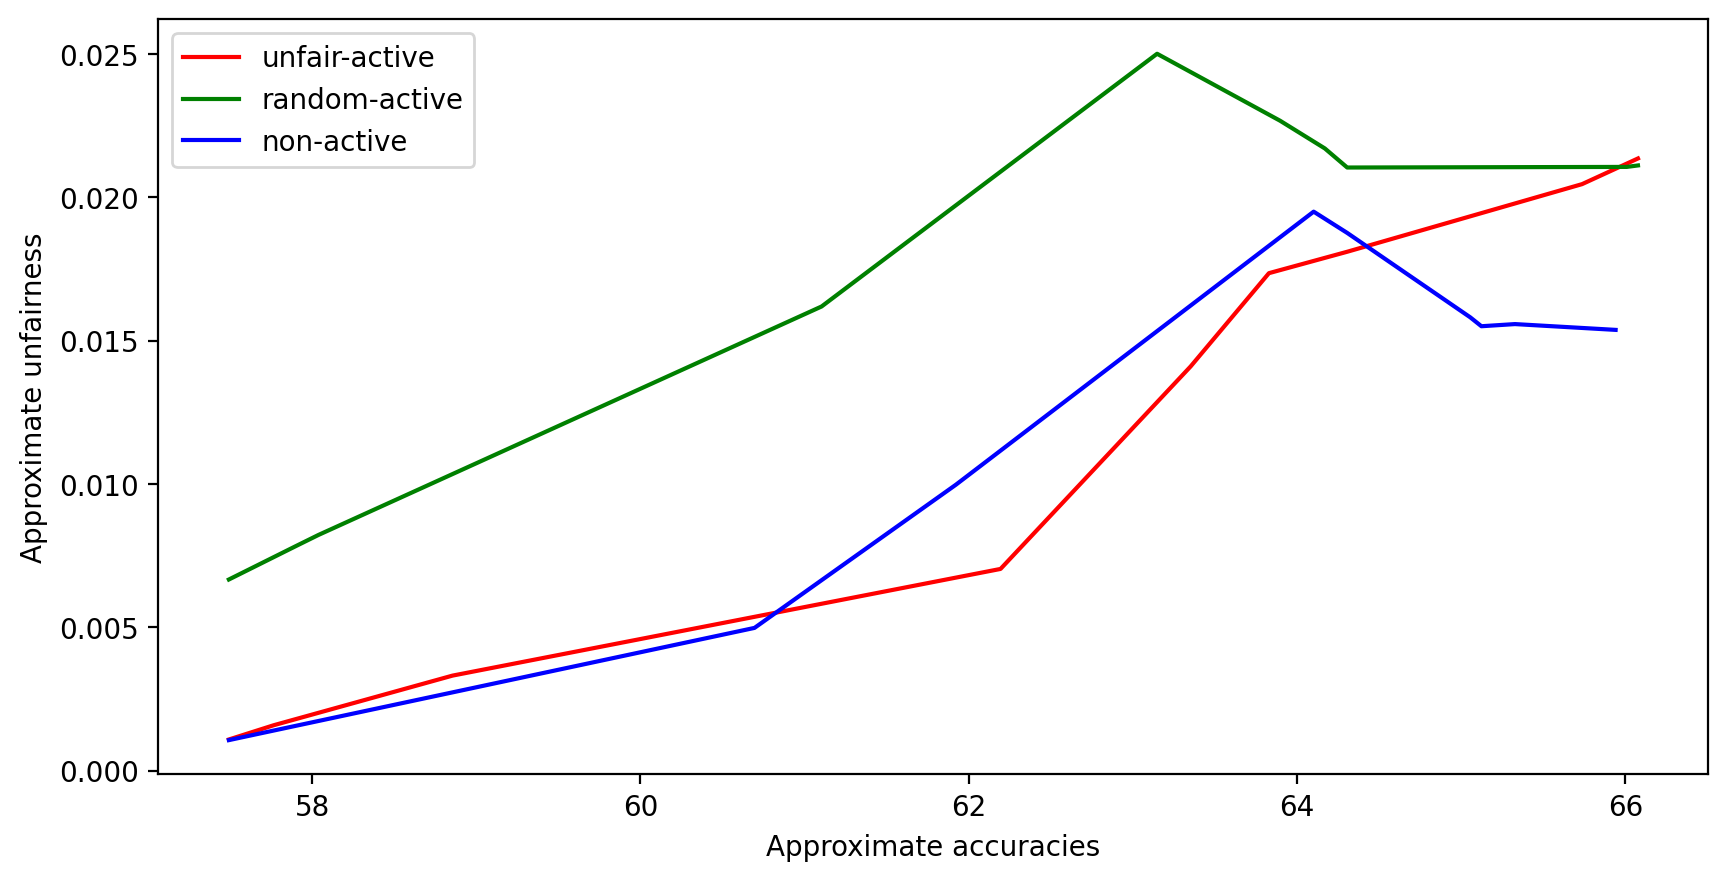 unfair-active
random-active
non-active
0.025
0.020
0.015
0.010
0.005
0.000
Approximate unfairness
58 60 62 64 66
Approximate accuracies